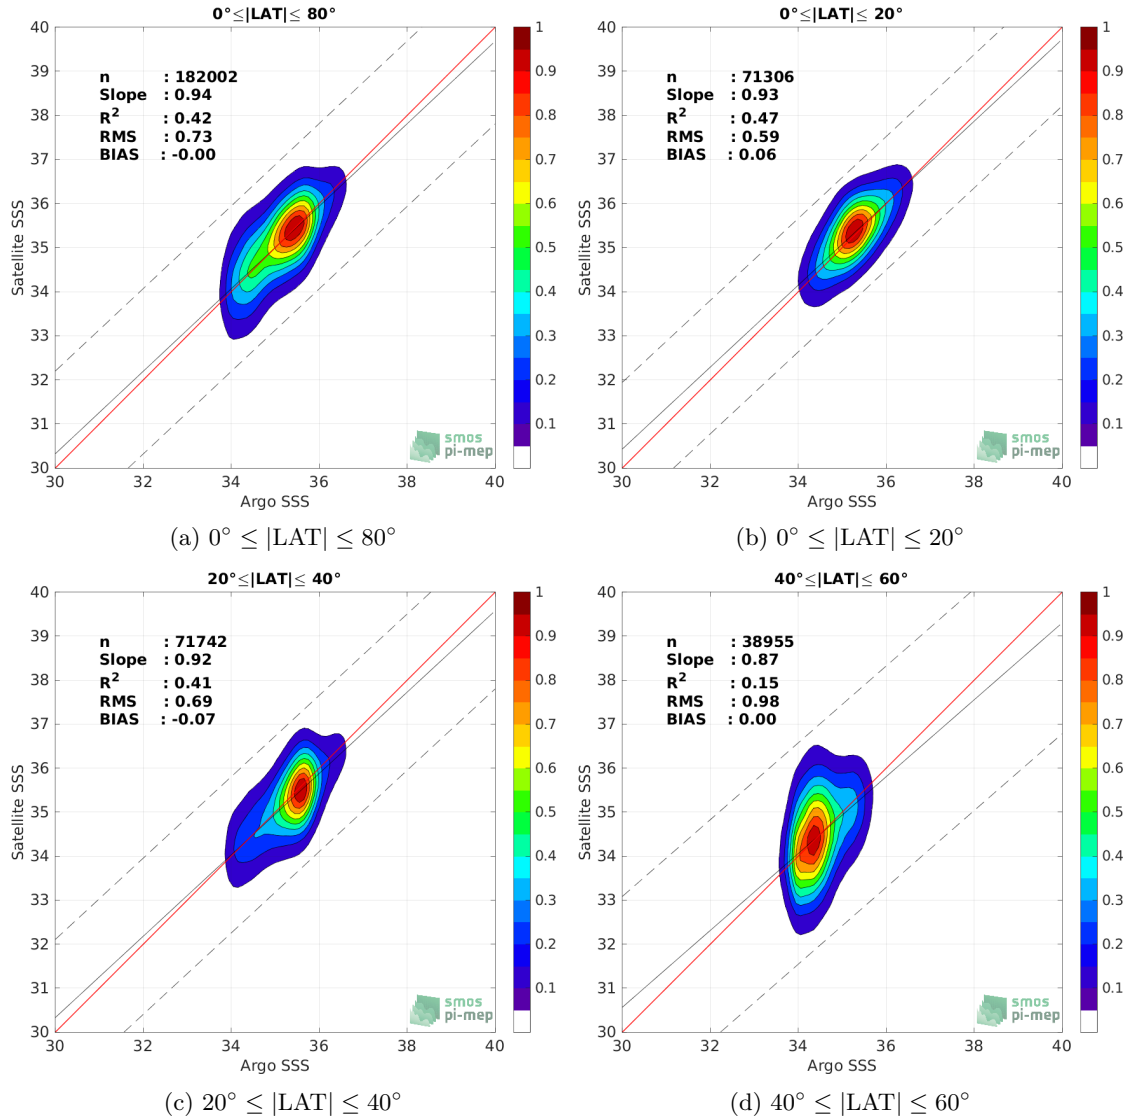 0°≤|LAT|≤ 80°
n : 182002
Slope : 0.94
R² : 0.42
RMS : 0.73
BIAS : -0.00
40
39
38
37
36
35
34
33
32
31
30
Satellite SSS
30 32 34 36 38 40
Argo SSS
1
0.9
0.8
0.7
0.6
0.5
0.4
0.3
0.2
0.1
smos
pi-mep
(a) 0° ≤ |LAT| ≤ 80°
0°≤|LAT|≤ 20°
n : 71306
Slope : 0.93
R² : 0.47
RMS : 0.59
BIAS : 0.06
40
39
38
37
36
35
34
33
32
31
30
Satellite SSS
30 32 34 36 38 40
Argo SSS
1
0.9
0.8
0.7
0.6
0.5
0.4
0.3
0.2
0.1
smos
pi-mep
(b) 0° ≤ |LAT| ≤ 20°
20°≤|LAT|≤ 40°
n : 71742
Slope : 0.92
R² : 0.41
RMS : 0.69
BIAS : -0.07
40
39
38
37
36
35
34
33
32
31
30
Satellite SSS
30 32 34 36 38 40
Argo SSS
1
0.9
0.8
0.7
0.6
0.5
0.4
0.3
0.2
0.1
smos
pi-mep
(c) 20° ≤ |LAT| ≤ 40°
40°≤|LAT|≤ 60°
n : 38955
Slope : 0.87
R² : 0.15
RMS : 0.98
BIAS : 0.00
40
39
38
37
36
35
34
33
32
31
30
Satellite SSS
30 32 34 36 38 40
Argo SSS
1
0.9
0.8
0.7
0.6
0.5
0.4
0.3
0.2
0.1
smos
pi-mep
(d) 40° ≤ |LAT| ≤ 60°